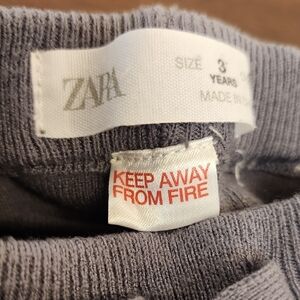 ZARA
SIZE 3
YEARS
MADE IN
KEEP AWAY
FROM FIRE